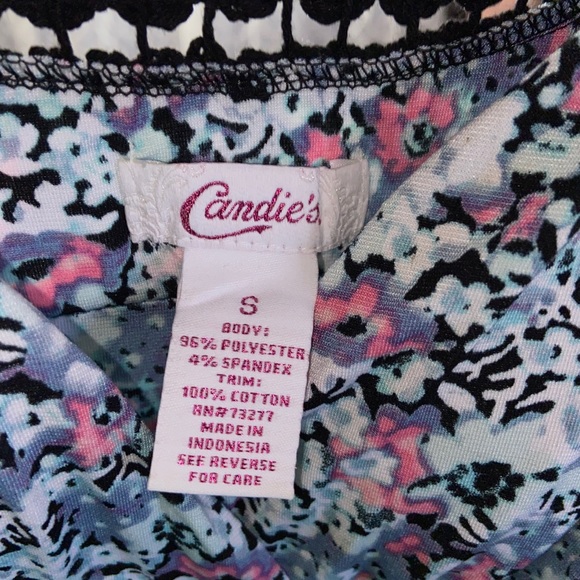 Candie's
S
BODY:
96% POLYESTER
4% SPANDEX
TRIM:
100% COTTON
RN#73277
MADE IN
INDONESIA
SEE REVERSE
FOR CARE